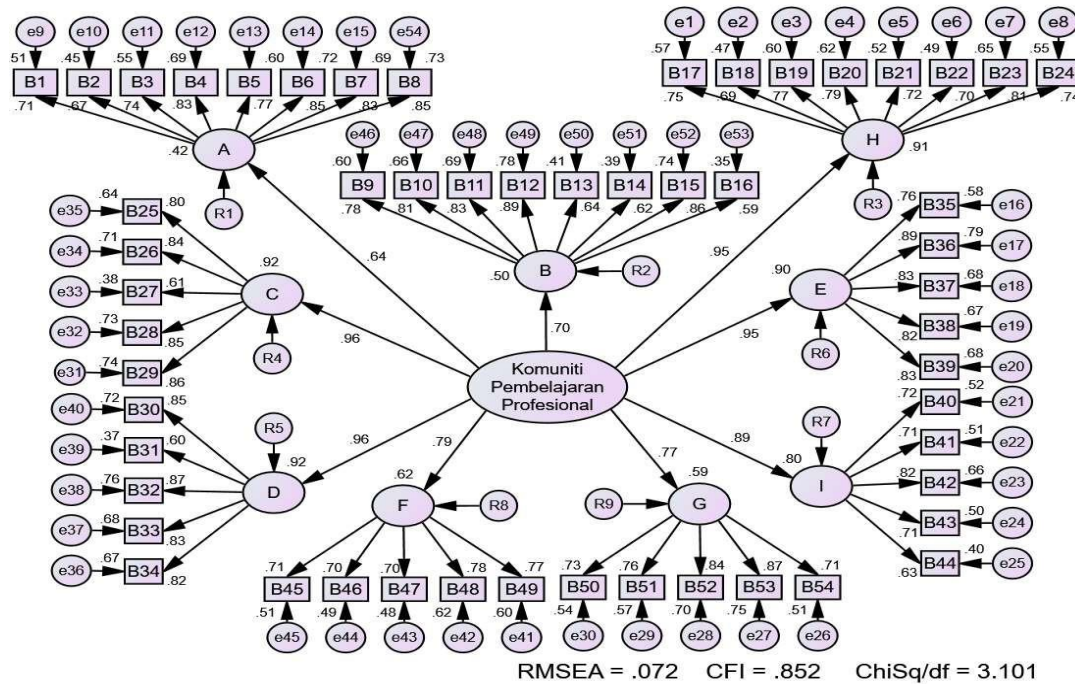 e9 e10 e11 e12 e13 e14 e15 e54
.51 .45 .55 .69 .60 .72 .69 .73
B1 B2 B3 B4 B5 B6 B7 B8
.71 .67 .74 .83 .77 .85 .83 .85
.42 A
R1
e1 e2 e3 e4 e5 e6 e7 e8
.57 .47 .60 .62 .52 .49 .65 .55
B17 B18 B19 B20 B21 B22 B23 B24
.75 .69 .77 .79 .72 .70 .81 .74
H .91
R3
e46 e47 e48 e49 e50 e51 e52 e53
.60 .66 .69 .78 .41 .39 .74 .35
B9 B10 B11 B12 B13 B14 B15 B16
.78 .81 .83 .89 .64 .62 .86 .59
.50 B R2
.64 .70 .95
e35 .64 B25 .80
e34 .71 B26 .84
e33 .38 B27 .61
e32 .73 B28 .85
e31 .74 B29 .86
.92 C
R4
.96
.76 B35 .58 e16
.89 B36 .79 e17
.83 B37 .68 e18
.82 B38 .67 e19
.83 B39 .68 e20
.90 E
R6
.95
Komuniti
Pembelajaran
Profesional
e40 .72 B30 .85
e39 .37 B31 .60
e38 .76 B32 .87
e37 .68 B33 .83
e36 .67 B34 .82
R5
.92 D
.96
.72 B40 .52 e21
.71 B41 .51 e22
.82 B42 .66 e23
.71 B43 .50 e24
.63 B44 .40 e25
R7
.80 I
.89
.79
.62 F R8
.71 .70 .70 .78 .77
B45 B46 B47 B48 B49
.51 .49 .48 .62 .60
e45 e44 e43 e42 e41
.77
.59
R9 G
.73 .76 .84 .87 .71
B50 B51 B52 B53 B54
.54 .57 .70 .75 .51
e30 e29 e28 e27 e26
RMSEA = .072 CFI = .852 ChiSq/df = 3.101